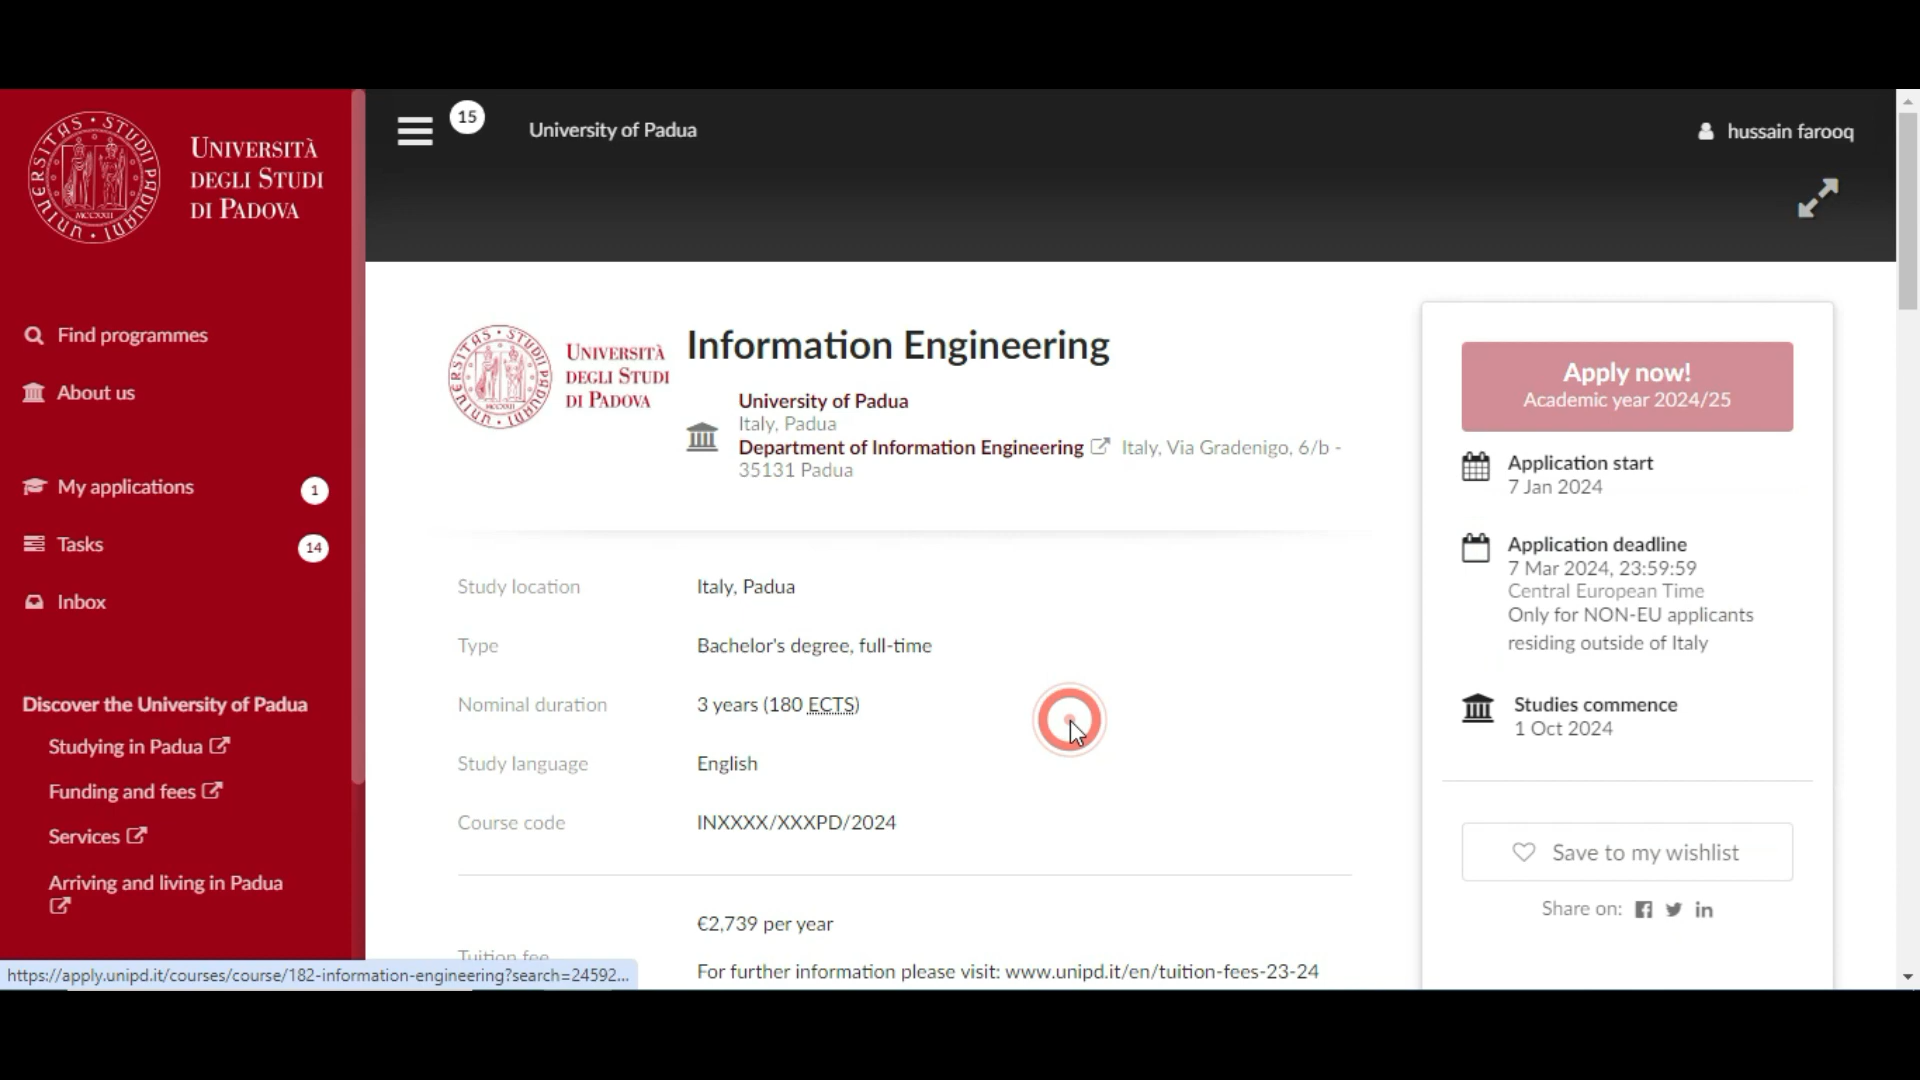 UNIVERSITAS STUDII PADUANI
MCCXXII
UNIVERSITÀ
DEGLI STUDI
DI PADOVA
15
University of Padua
hussain farooq
Find programmes
About us
My applications
1
Tasks
14
Inbox
Discover the University of Padua
Studying in Padua
Funding and fees
Services
Arriving and living in Padua
https://apply.unipd.it/courses/course/182-information-engineering?search=24592...
UNIVERSITAS STUDII PADUANI
MCCXXII
UNIVERSITÀ
DEGLI STUDI
DI PADOVA
Information Engineering
University of Padua
Italy, Padua
Department of Information Engineering Italy, Via Gradenigo, 6/b -
35131 Padua
Study location Italy, Padua
Type Bachelor's degree, full-time
Nominal duration 3 years (180 ECTS)
Study language English
Course code INXXXX/XXXPD/2024
€2,739 per year
Tuition fee
For further information please visit: www.unipd.it/en/tuition-fees-23-24
Apply now!
Academic year 2024/25
Application start
7 Jan 2024
Application deadline
7 Mar 2024, 23:59:59
Central European Time
Only for NON-EU applicants
residing outside of Italy
Studies commence
1 Oct 2024
Save to my wishlist
Share on: